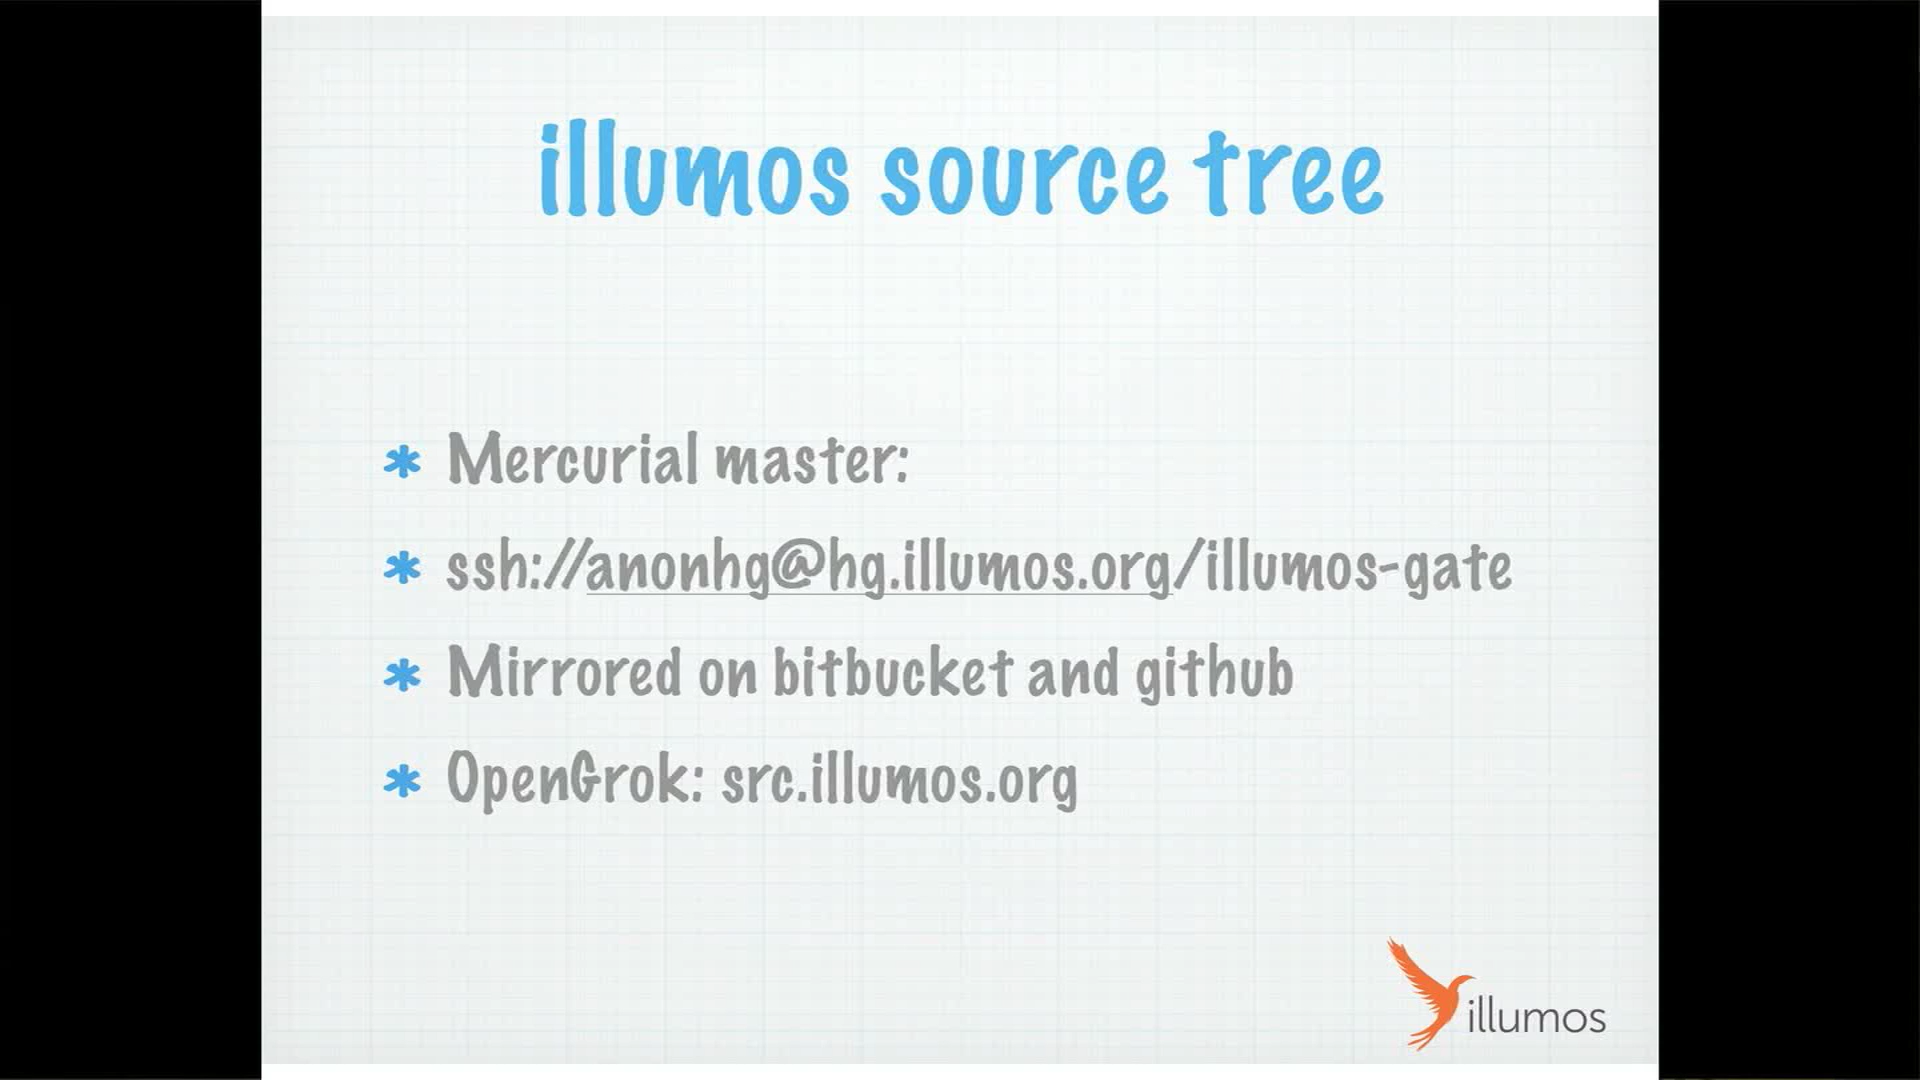 illumos source tree
* Mercurial master:
* ssh://anonhg@hg.illumos.org/illumos-gate
* Mirrored on bitbucket and github
* OpenGrok: src.illumos.org
illumos